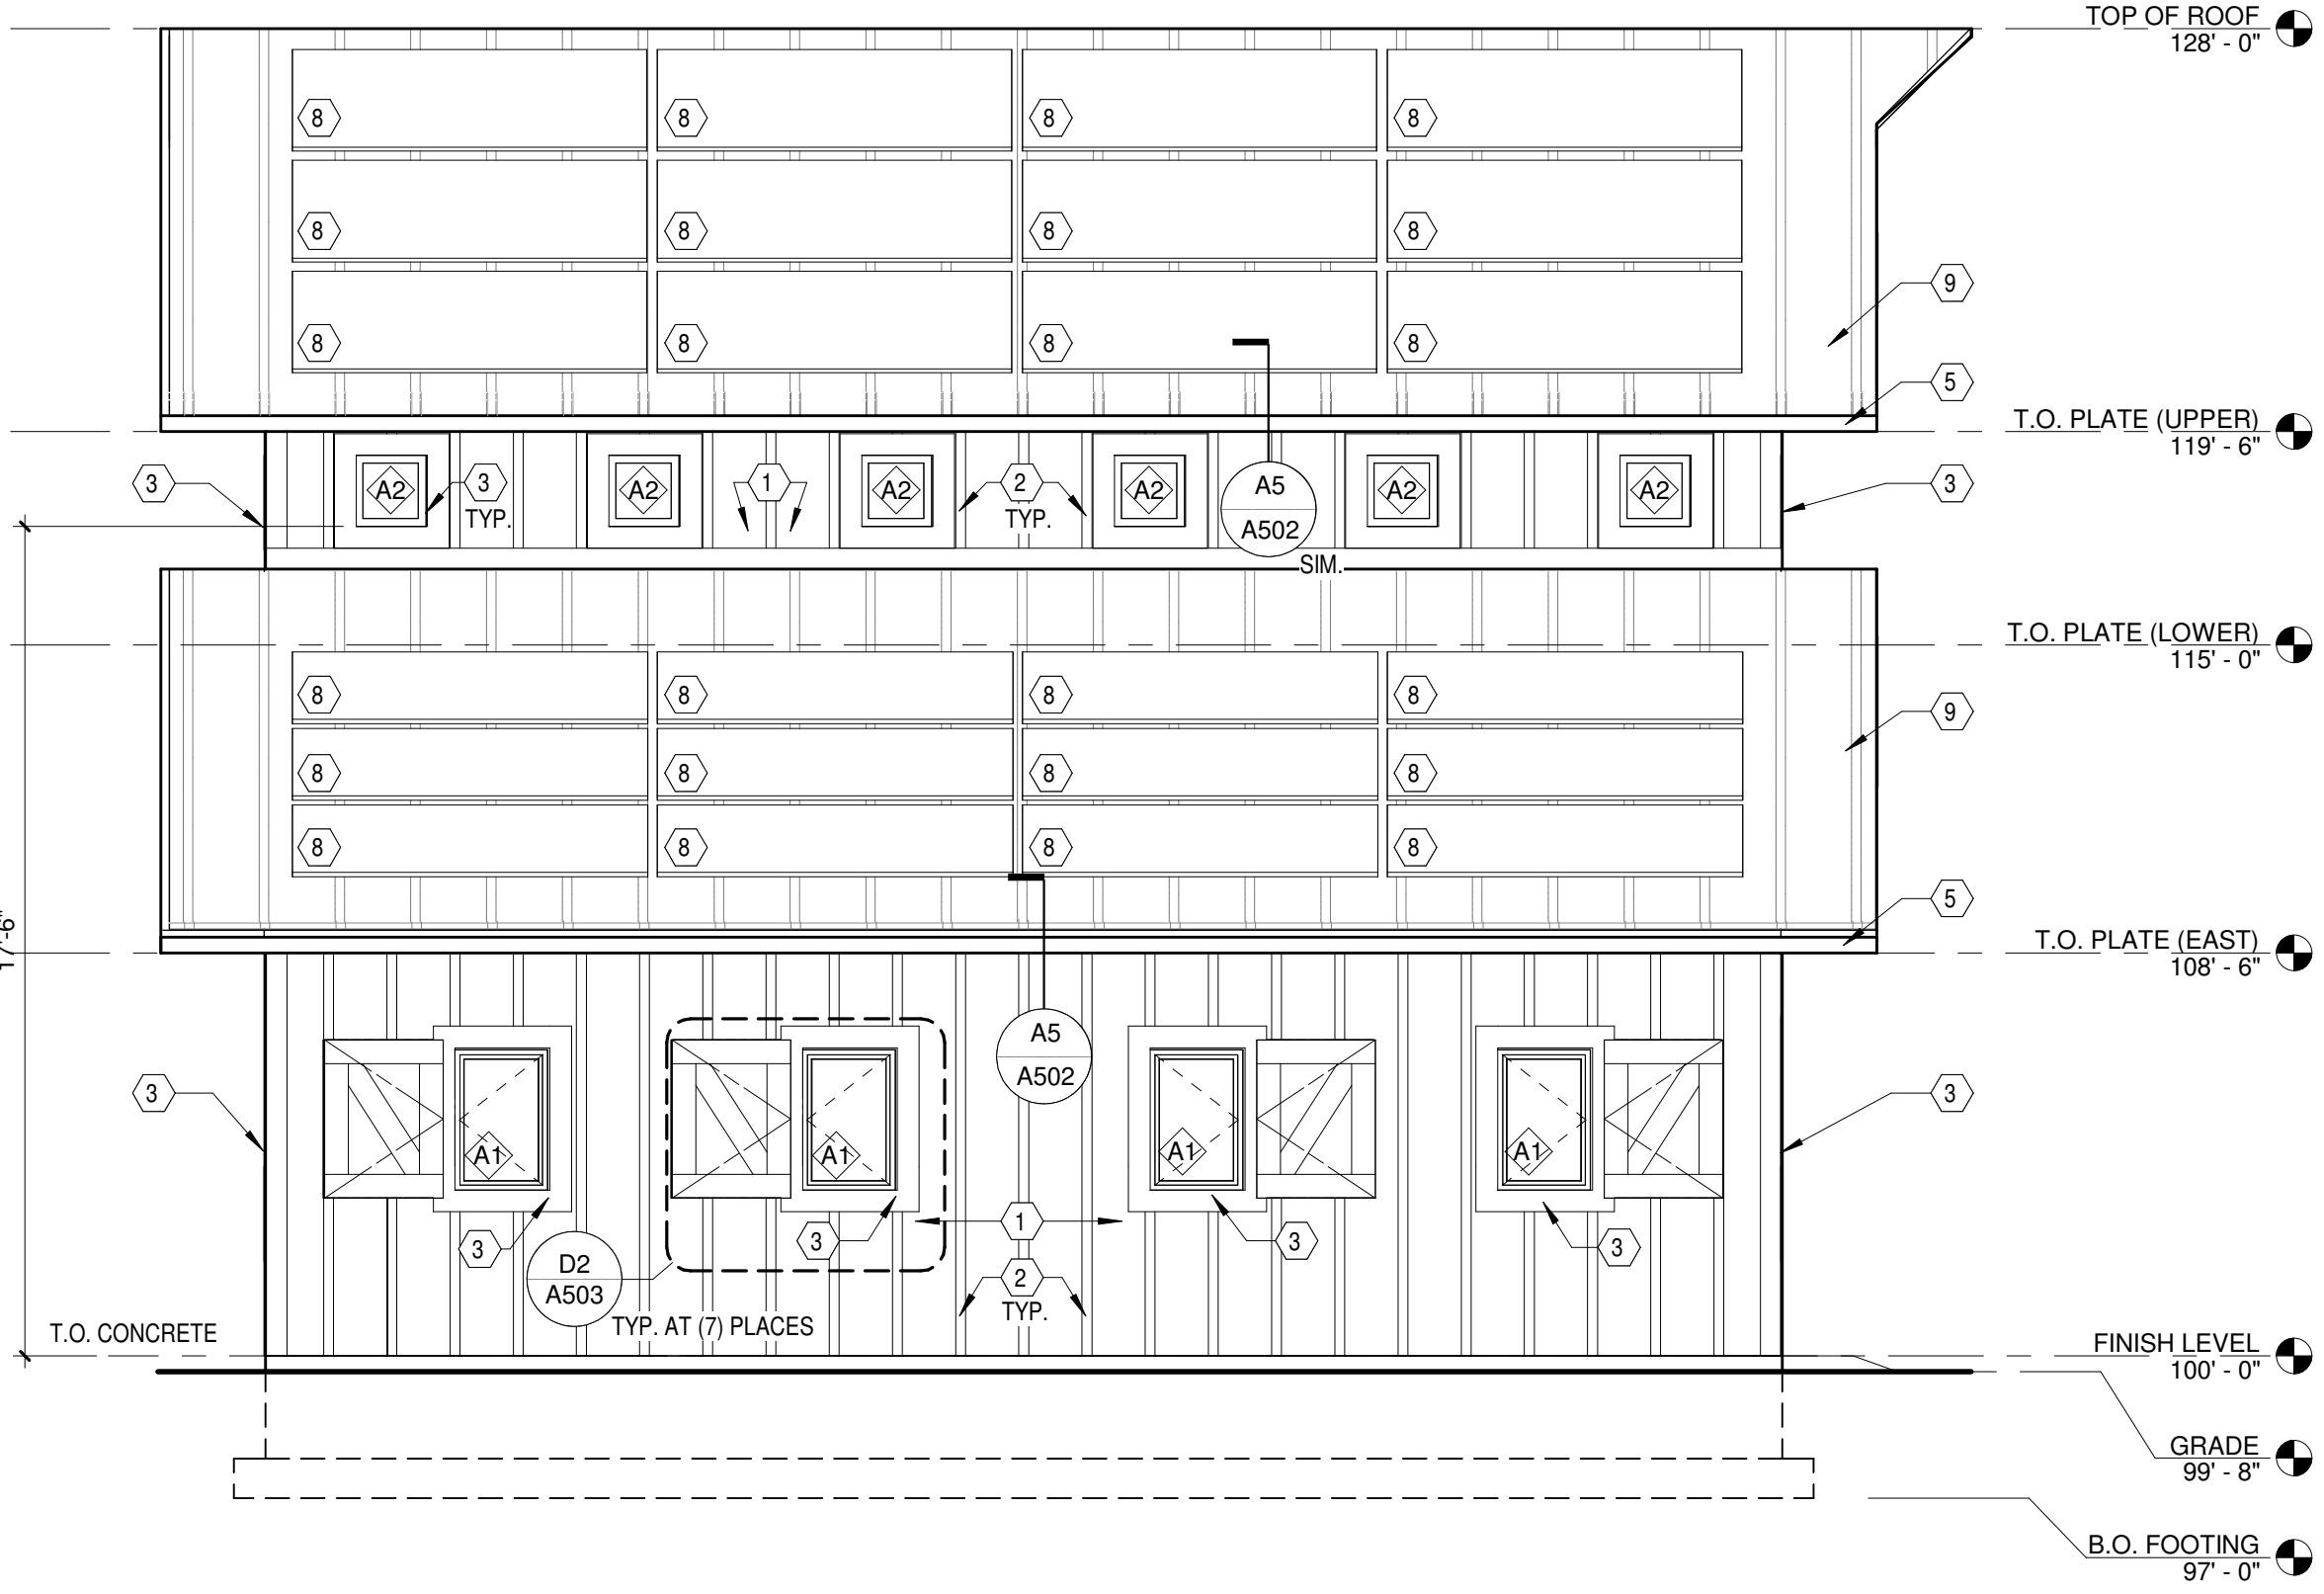 TOP OF ROOF
128' - 0"
8 8 8 8
8 8 8 8
9
8 8 8 8
5
T.O. PLATE (UPPER)
119' - 6"
3 A2 3 A2 1 A2 2 A2 A5 A2 A2 3
TYP. TYP. A502
SIM.
T.O. PLATE (LOWER)
115' - 0"
8 8 8 8
9
8 8 8 8
8 8 8 8
5
17'-6"
T.O. PLATE (EAST)
108' - 6"
A5
A502
3 3
A1 A1 A1 A1
1
3 3 3 3
D2
A503
2
TYP.
TYP. AT (7) PLACES
T.O. CONCRETE
FINISH LEVEL
100' - 0"
GRADE
99' - 8"
B.O. FOOTING
97' - 0"